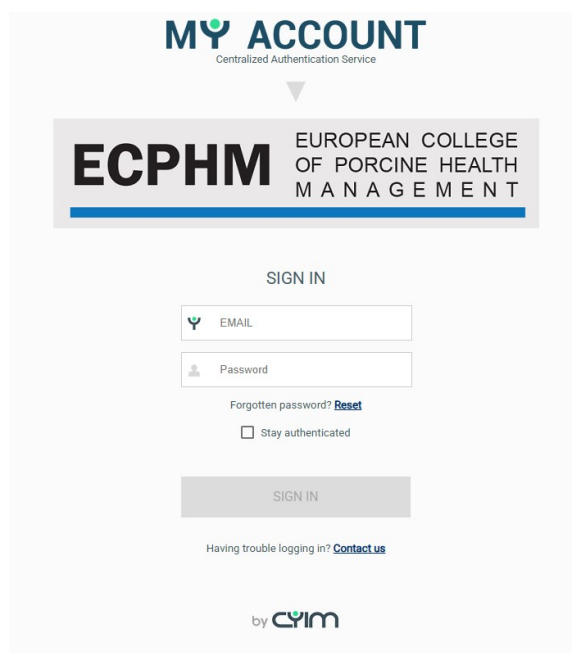 MY ACCOUNT
Centralized Authentication Service
ECPHM
EUROPEAN COLLEGE
OF PORCINE HEALTH
MANAGEMENT
SIGN IN
EMAIL
Password
Forgotten password? Reset
Stay authenticated
SIGN IN
Having trouble logging in? Contact us
by CYIM